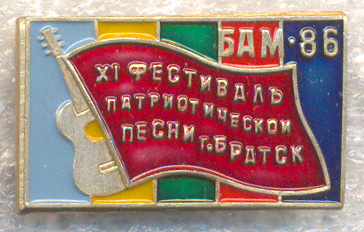 БАМ·86
XI ФЕСТИВАЛЬ
ПАТРИОТИЧЕСКОЙ
ПЕСНИ г.БРАТСК